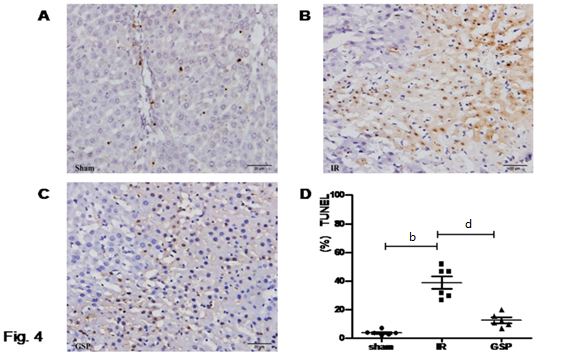 A
B
Sham
IR
C
D
100
80
60
40
20
0
TUNEL
(%)
b
d
sham
IR
GSP
GSP
Fig. 4